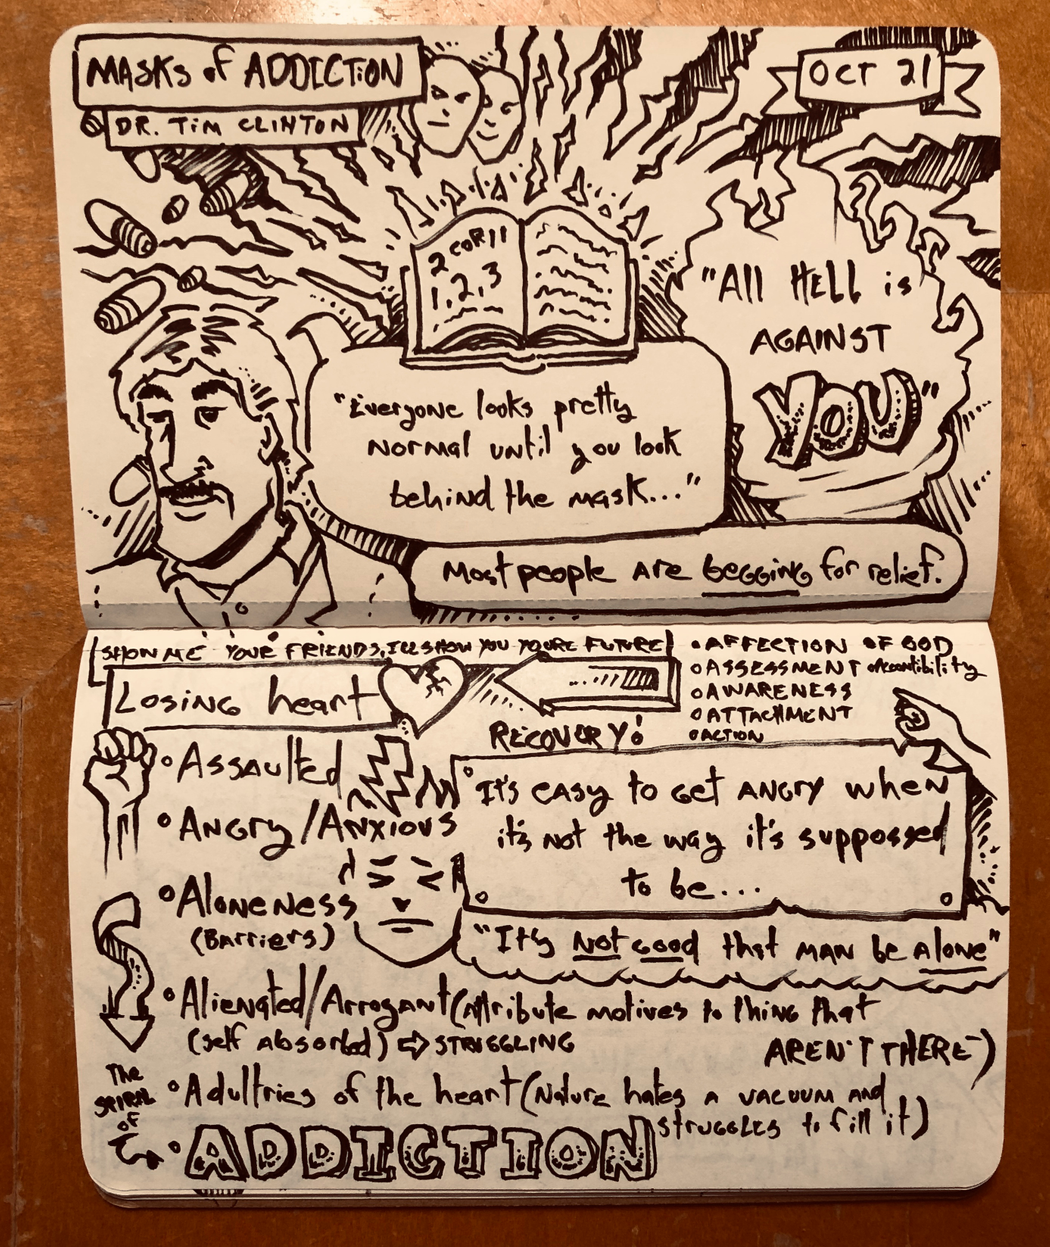 MASKS of ADDICTION
DR. TIM CLINTON
OCT 21
2 COR 11
1,2,3
"All HELL is
AGAINST
YOU"
"Everyone looks pretty
normal until you look
behind the mask..."
Most people are begging for relief.
SHOW ME YOUR FRIENDS, I'LL SHOW YOU YOURE FUTURE
Losing heart
RECOVERY!
• AFFECTION OF GOD
• ASSESSMENT
• AWARENESS
• ATTACHMENT
• ACTION
• Assaulted
• Angry/Anxious
• Aloneness
(Barriers)
It's easy to get angry when
it's not the way it's suppossed
to be...
"It's Not Good that man be alone"
• Alienated/Arrogant (Attribute motives to thing that
AREN'T THERE)
(self absorbed) ⇨ STRUGGLING
• Adultries of the heart (Nature hates a vacuum and
struggles to fill it)
The
SPIRAL
OF
• ADDICTION